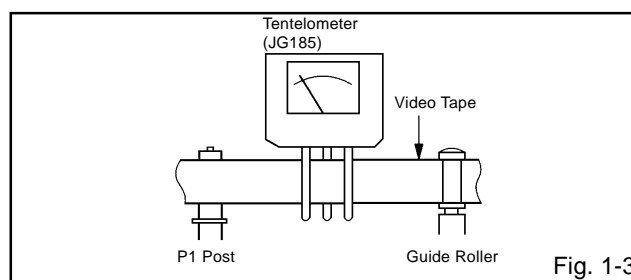 Tentelometer
(JG185)
Video Tape
P1 Post
Guide Roller
Fig. 1-3